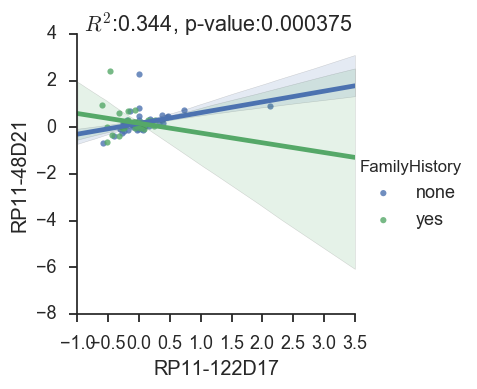 R²:0.344, p-value:0.000375
4
2
0
−2
−4
−6
−8
RP11-48D21
−1.0 −0.5 0.0 0.5 1.0 1.5 2.0 2.5 3.0 3.5
RP11-122D17
FamilyHistory
none
yes